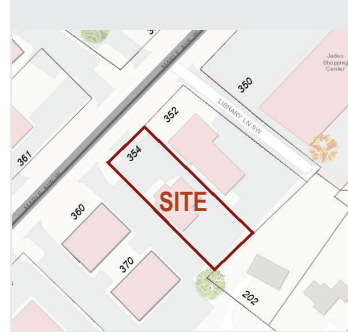 Jades
Shopping
Center
350
LIBRARY LN SW
352
354
361
SITE
360
370
202